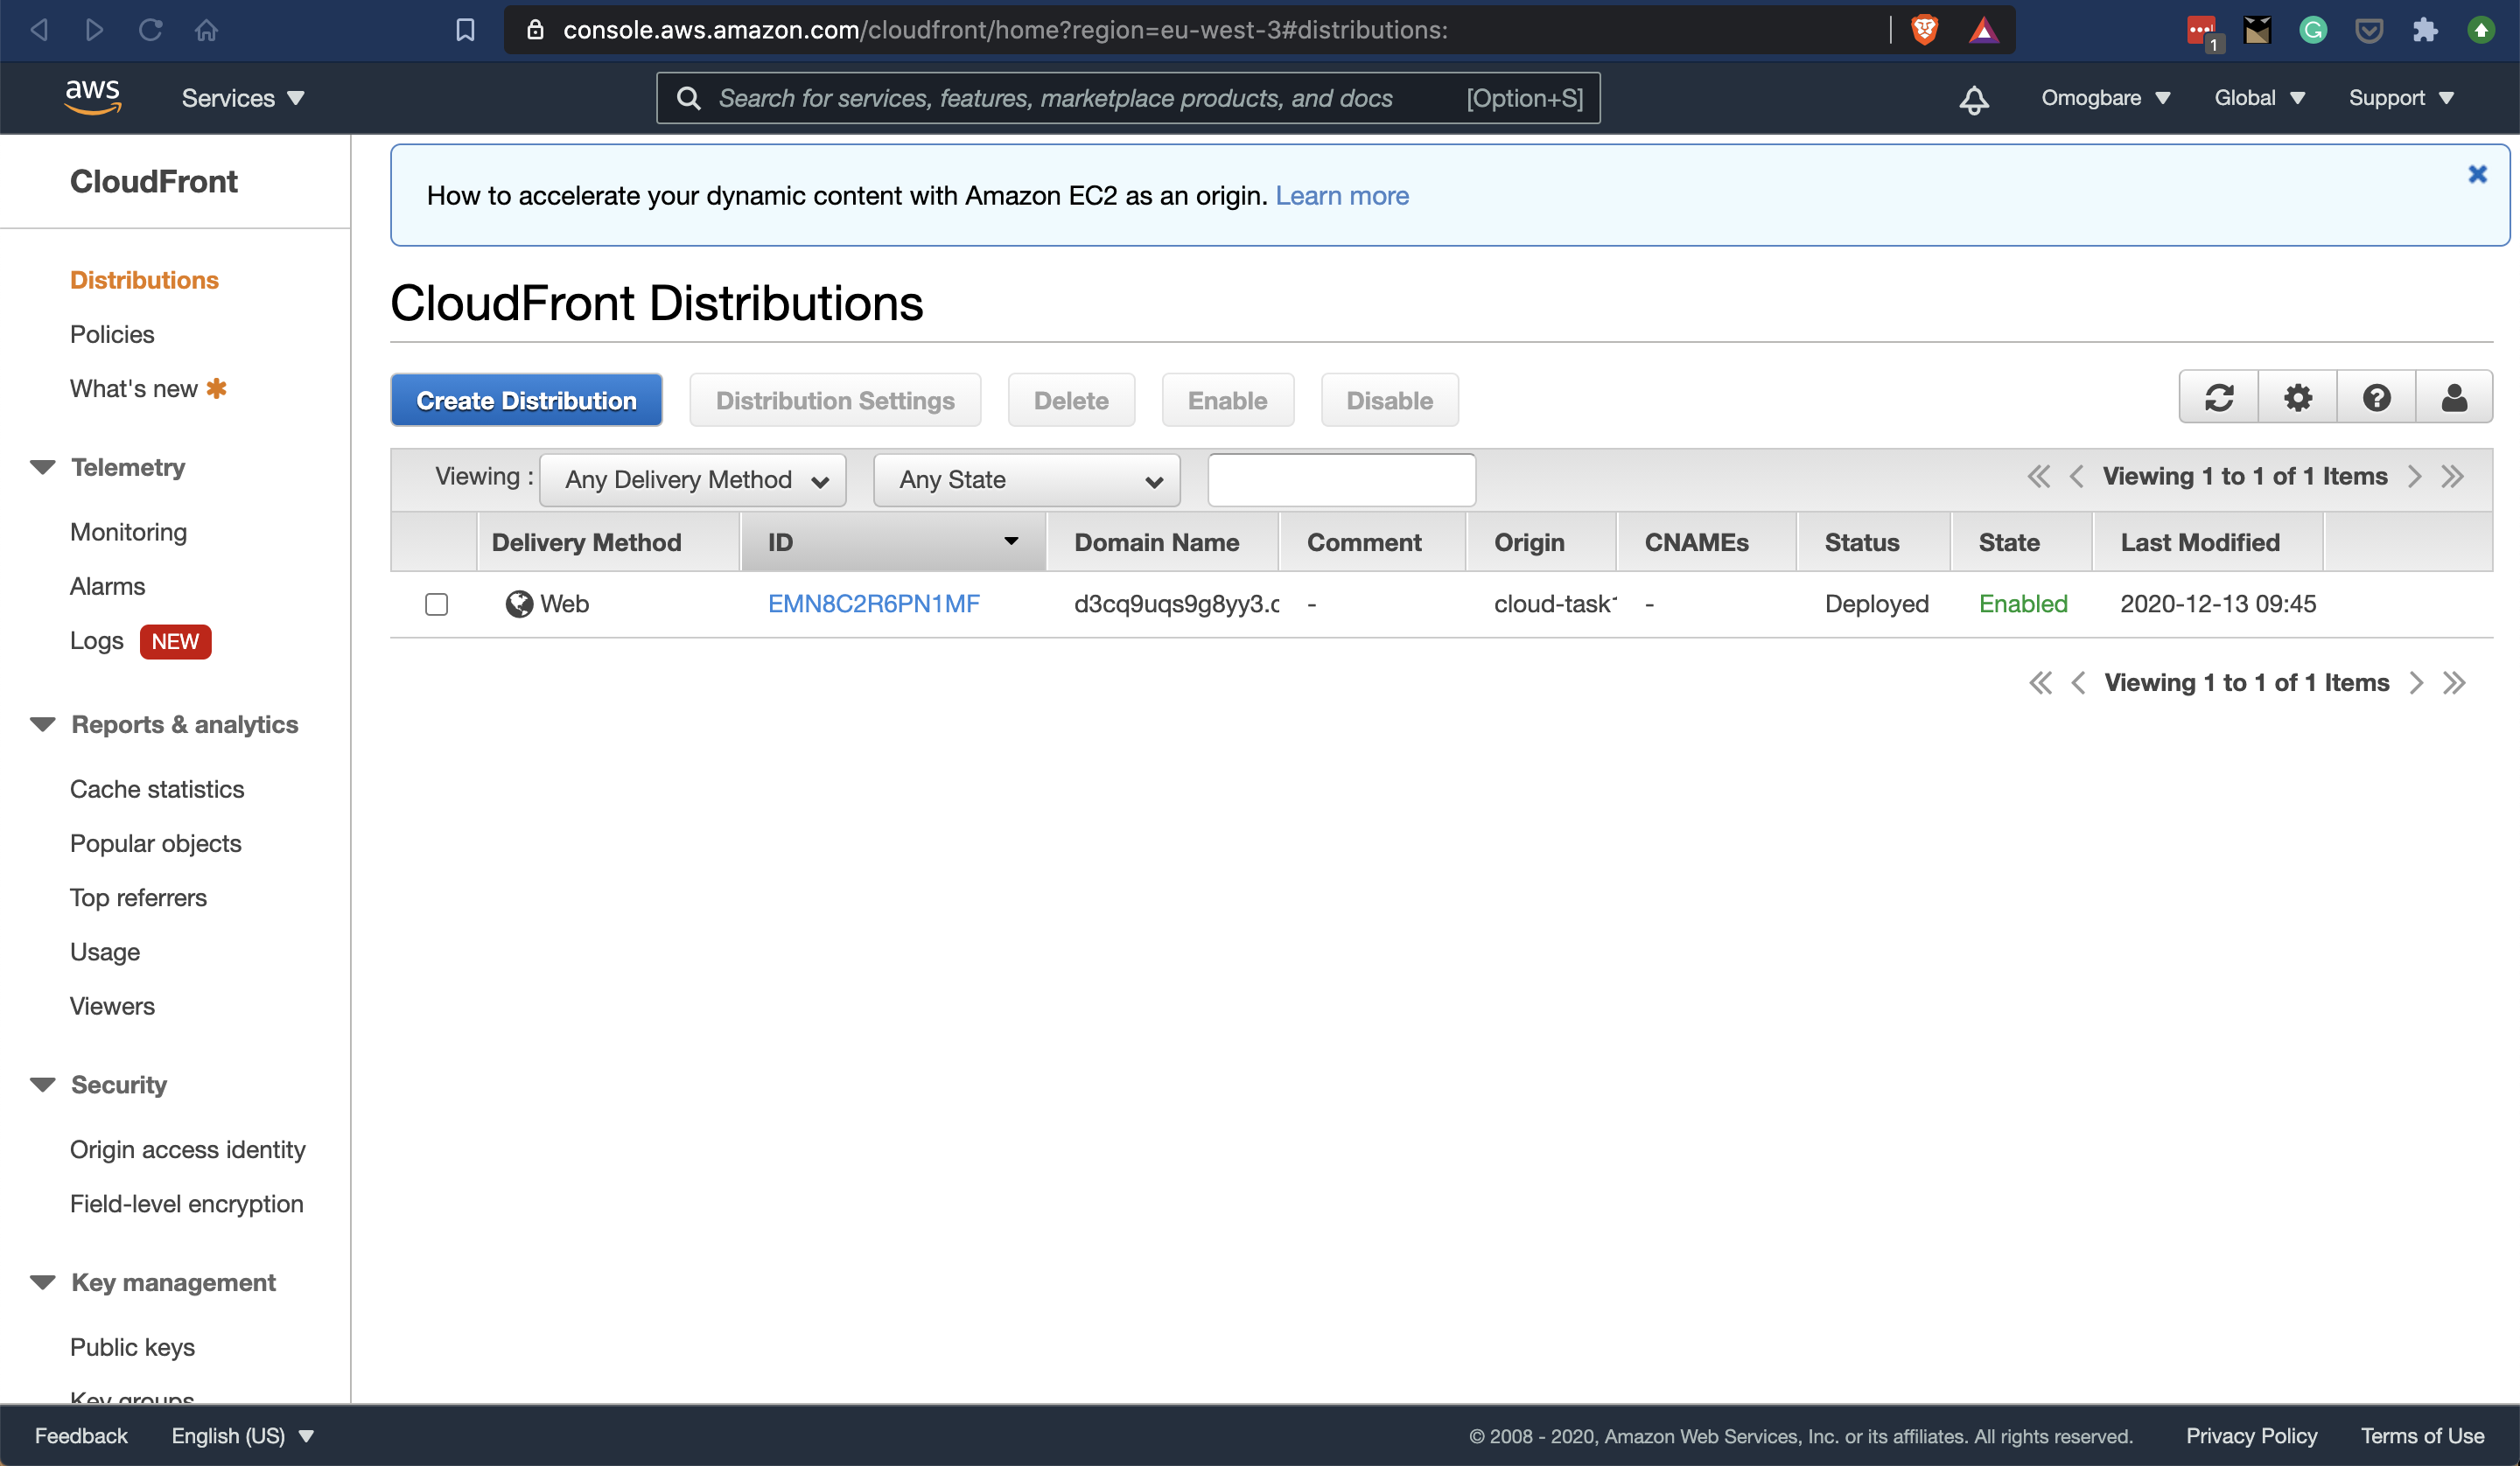 console.aws.amazon.com/cloudfront/home?region=eu-west-3#distributions:
1
aws
Services
Search for services, features, marketplace products, and docs [Option+S]
Omogbare
Global
Support
CloudFront
Distributions
Policies
What's new
Telemetry
Monitoring
Alarms
Logs NEW
Reports & analytics
Cache statistics
Popular objects
Top referrers
Usage
Viewers
Security
Origin access identity
Field-level encryption
Key management
Public keys
Key groups
How to accelerate your dynamic content with Amazon EC2 as an origin. Learn more
CloudFront Distributions
Create Distribution Distribution Settings Delete Enable Disable
Viewing : Any Delivery Method Any State Viewing 1 to 1 of 1 Items
Delivery Method ID Domain Name Comment Origin CNAMEs Status State Last Modified
Web EMN8C2R6PN1MF d3cq9uqs9g8yy3.c - cloud-task1 - Deployed Enabled 2020-12-13 09:45
Viewing 1 to 1 of 1 Items
Feedback English (US) © 2008 - 2020, Amazon Web Services, Inc. or its affiliates. All rights reserved. Privacy Policy Terms of Use